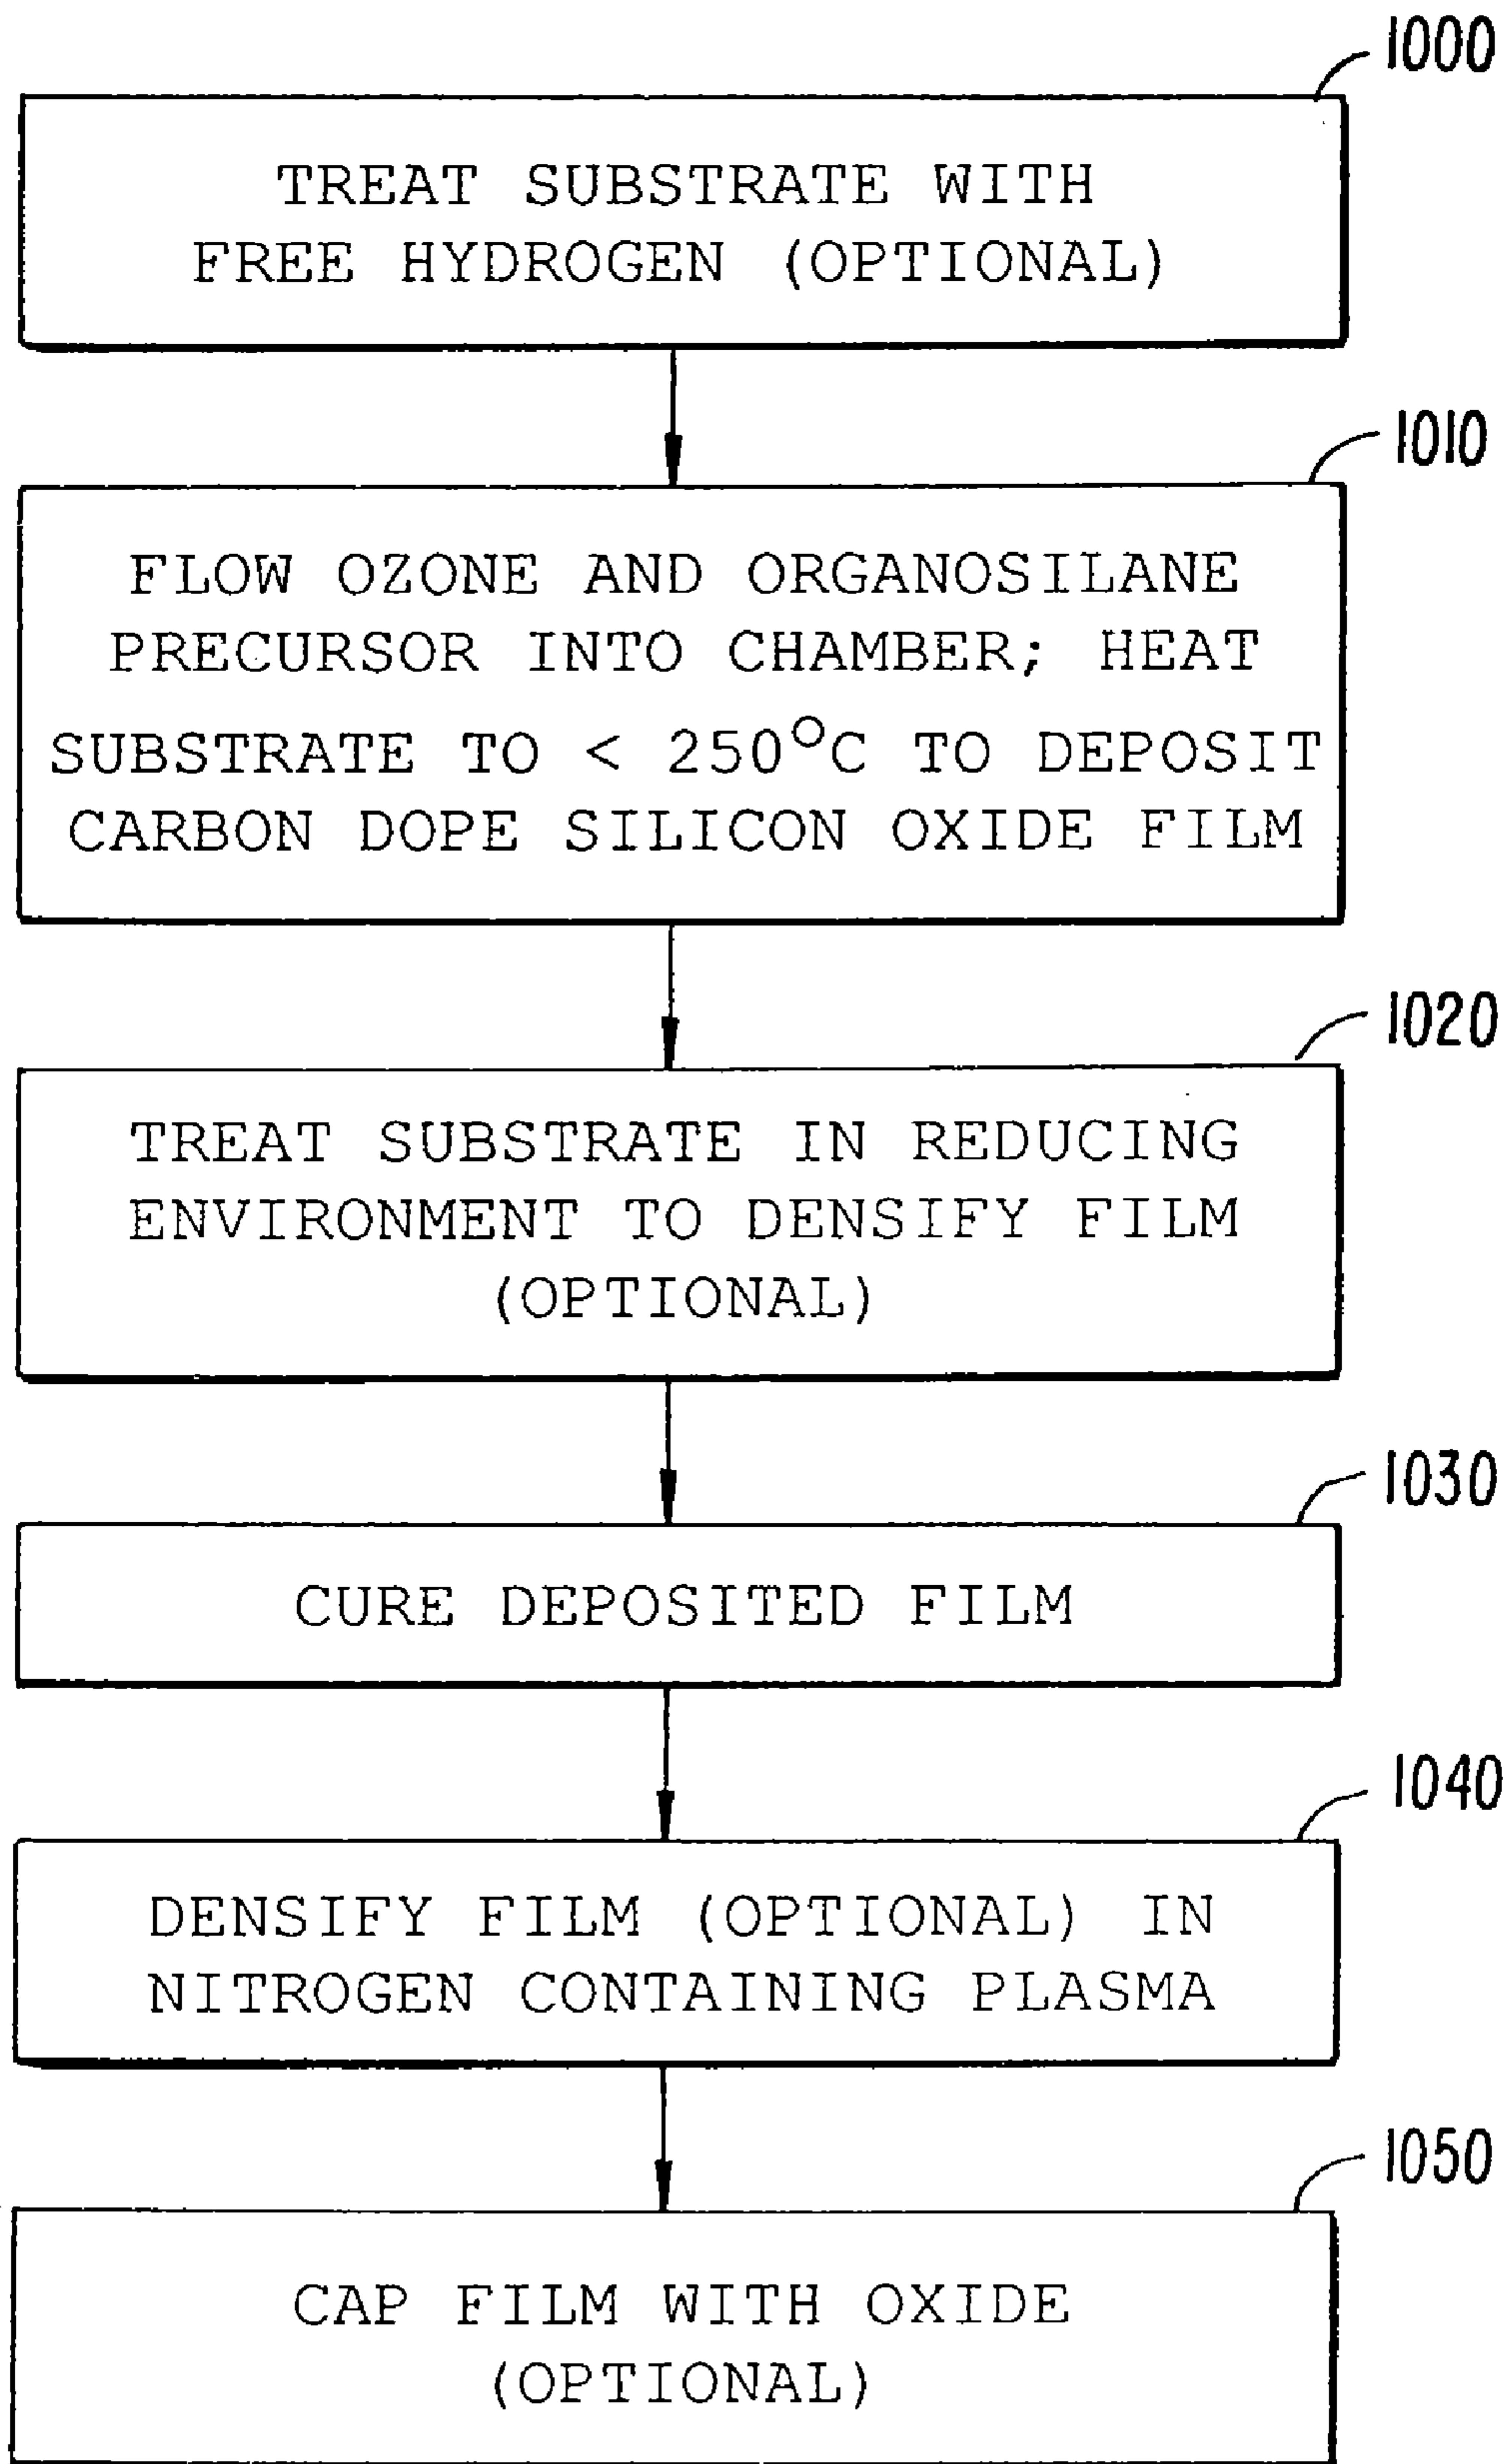 1000
TREAT SUBSTRATE WITH
FREE HYDROGEN (OPTIONAL)
1010
FLOW OZONE AND ORGANOSILANE
PRECURSOR INTO CHAMBER; HEAT
SUBSTRATE TO < 250°C TO DEPOSIT
CARBON DOPE SILICON OXIDE FILM
1020
TREAT SUBSTRATE IN REDUCING
ENVIRONMENT TO DENSIFY FILM
(OPTIONAL)
1030
CURE DEPOSITED FILM
1040
DENSIFY FILM (OPTIONAL) IN
NITROGEN CONTAINING PLASMA
1050
CAP FILM WITH OXIDE
(OPTIONAL)